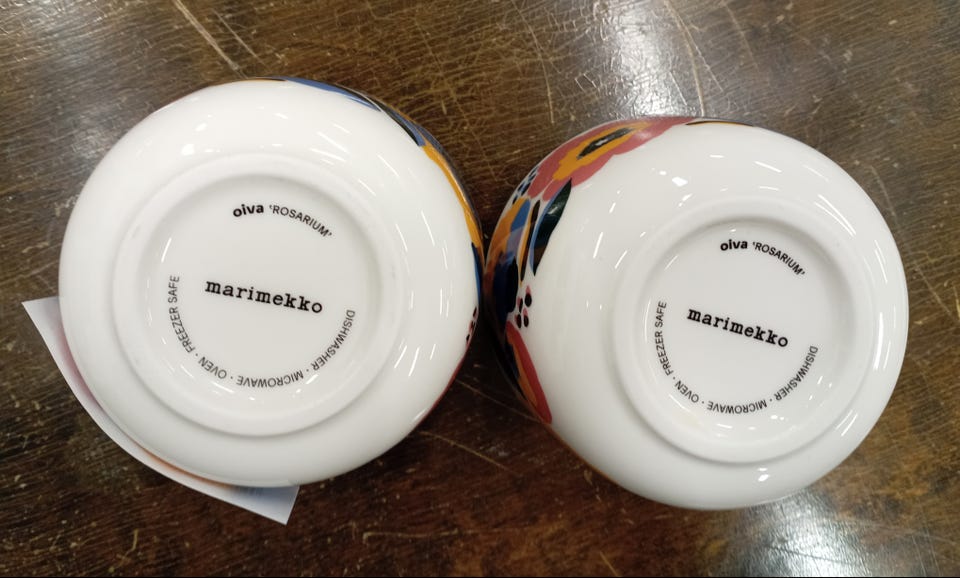 oiva 'ROSARIUM'
marimekko
DISHWASHER · MICROWAVE · OVEN · FREEZER SAFE
oiva 'ROSARIUM'
marimekko
DISHWASHER · MICROWAVE · OVEN · FREEZER SAFE